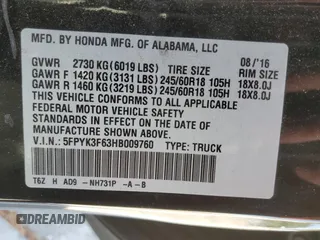 MFD. BY HONDA MFG. OF ALABAMA, LLC
08/'16
GVWR 2730 KG(6019 LBS) TIRE SIZE RIM SIZE
GAWR F 1420 KG(3131 LBS) 245/60R18 105H 18X8.0J
GAWR R 1460 KG(3219 LBS) 245/60R18 105H 18X8.0J
THIS VEHICLE CONFORMS TO ALL APPLICABLE
FEDERAL MOTOR VEHICLE SAFETY
STANDARDS IN EFFECT ON THE DATE OF
MANUFACTURE SHOWN ABOVE.
V.I.N.: 5FPYK3F63HB009760 TYPE: TRUCK
T6Z H AD9 -NH731P -A-B
© DREAMBID
DREAMBID.COM